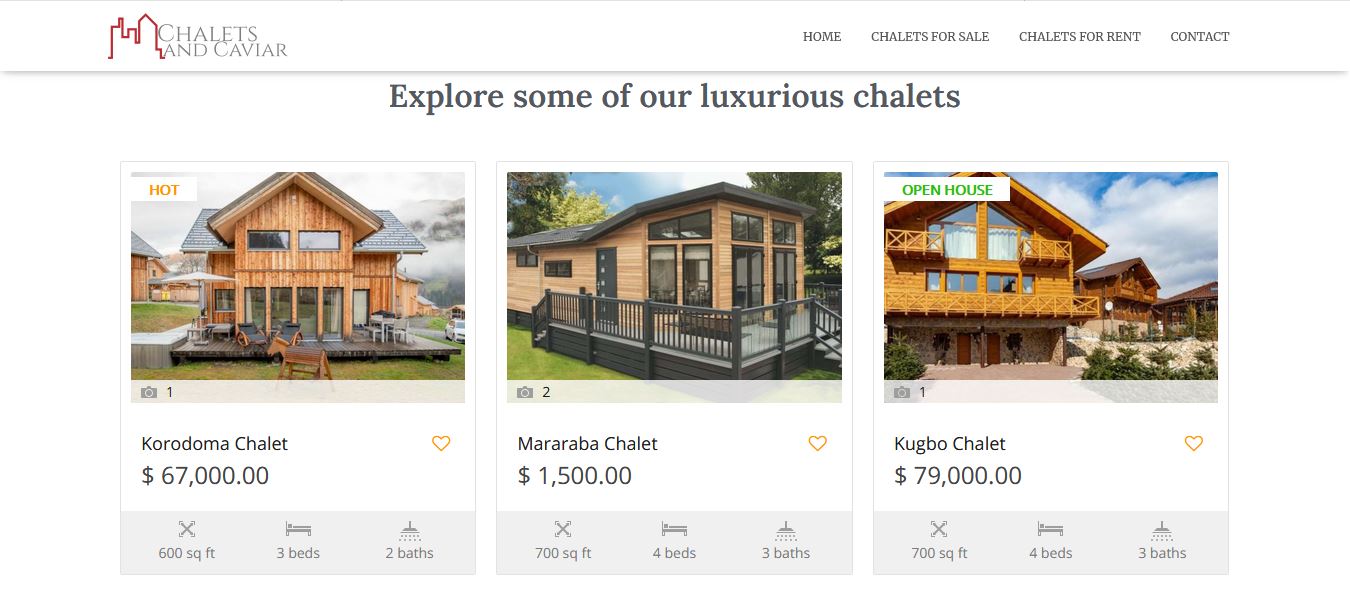 CHALETS
AND CAVIAR
HOME CHALETS FOR SALE CHALETS FOR RENT CONTACT
Explore some of our luxurious chalets
HOT
1
Korodoma Chalet
$ 67,000.00
600 sq ft 3 beds 2 baths
2
Mararaba Chalet
$ 1,500.00
700 sq ft 4 beds 3 baths
OPEN HOUSE
1
Kugbo Chalet
$ 79,000.00
700 sq ft 4 beds 3 baths